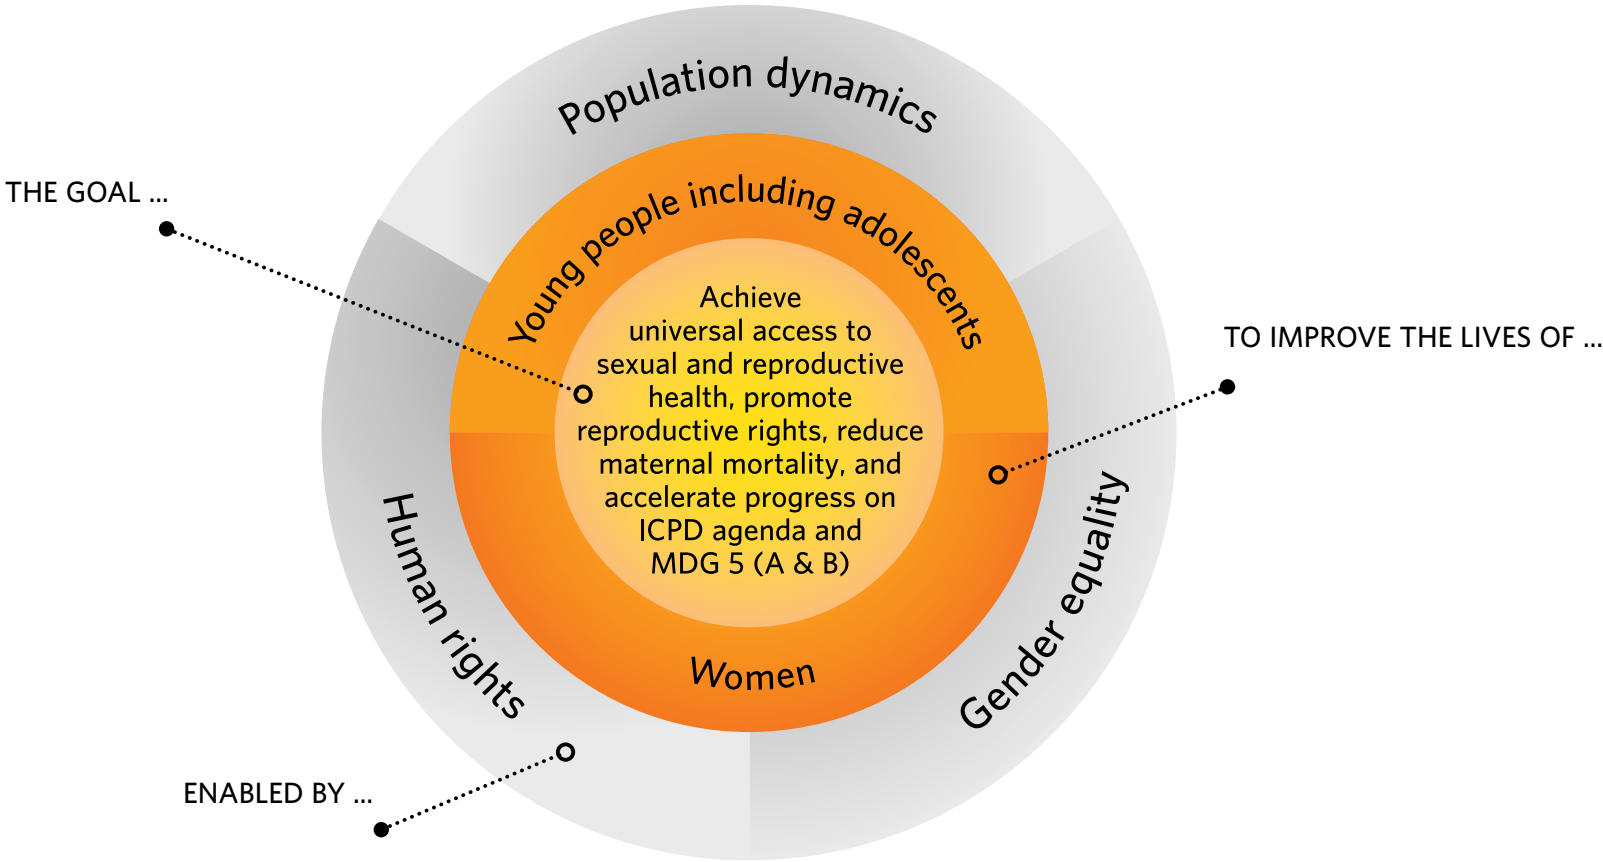 Population dynamics
THE GOAL ...
Young people including adolescents
Achieve
universal access to
sexual and reproductive
health, promote
reproductive rights, reduce
maternal mortality, and
accelerate progress on
ICPD agenda and
MDG 5 (A & B)
TO IMPROVE THE LIVES OF ...
Human rights
Gender equality
Women
ENABLED BY ...